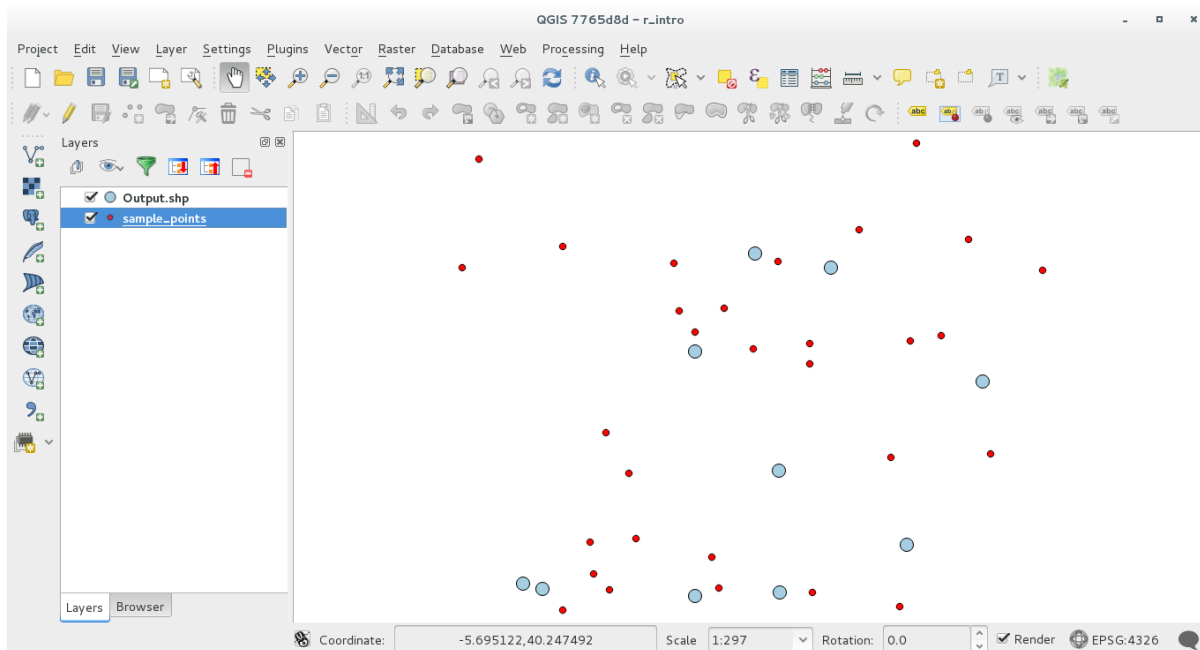 QGIS 7765d8d – r_intro
Project Edit View Layer Settings Plugins Vector Raster Database Web Processing Help
Layers
Output.shp
sample_points
Layers Browser
Coordinate: -5.695122,40.247492 Scale 1:297 Rotation: 0.0 Render EPSG:4326